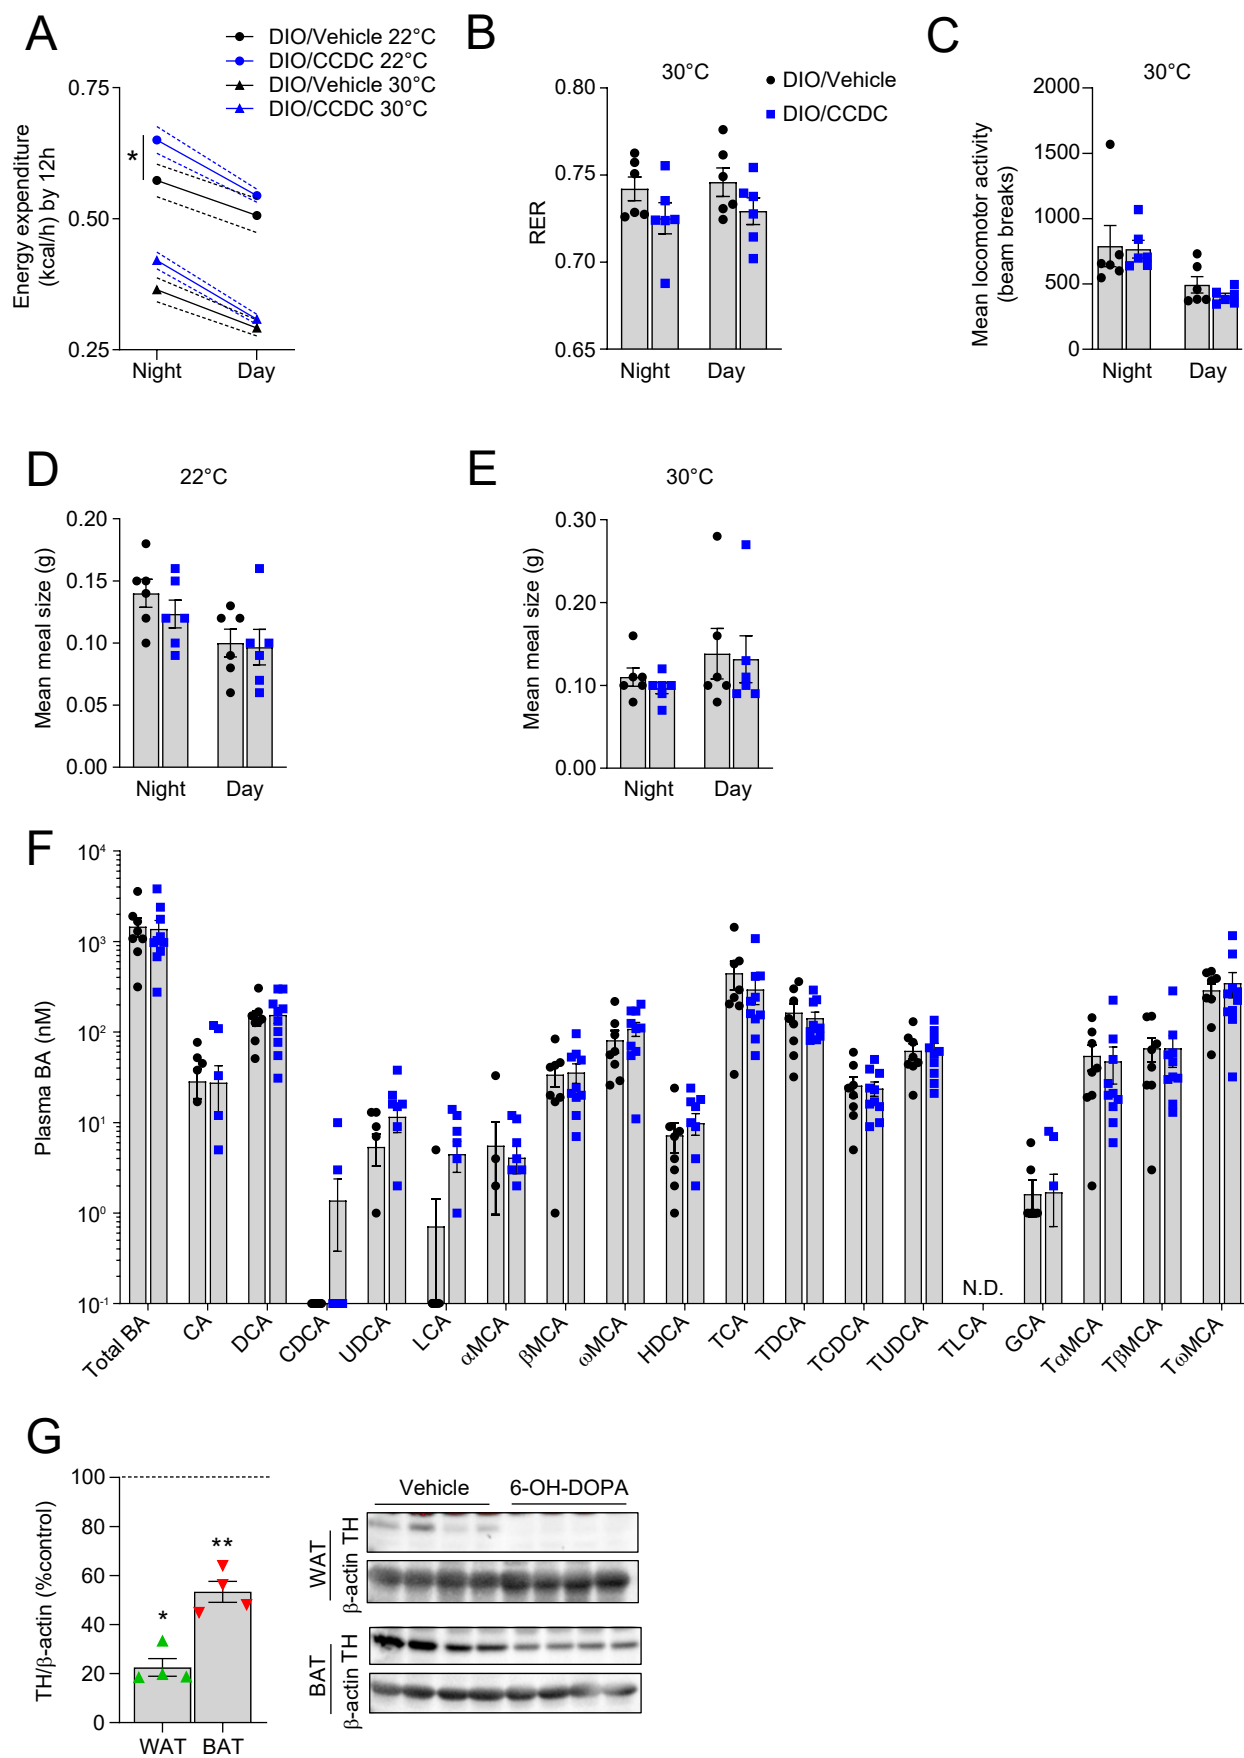 A
DIO/Vehicle 22°C
DIO/CCDC 22°C
DIO/Vehicle 30°C
DIO/CCDC 30°C
Energy expenditure
(kcal/h) by 12h
0.75
0.50
0.25
*
Night Day
B
30°C
DIO/Vehicle
DIO/CCDC
RER
0.80
0.75
0.70
0.65
Night Day
C
30°C
Mean locomotor activity
(beam breaks)
2000
1500
1000
500
0
Night Day
D
22°C
Mean meal size (g)
0.20
0.15
0.10
0.05
0.00
Night Day
E
30°C
Mean meal size (g)
0.30
0.20
0.10
0.00
Night Day
F
Plasma BA (nM)
10⁴
10³
10²
10¹
10⁰
10⁻¹
N.D.
Total BA
CA
DCA
CDCA
UDCA
LCA
αMCA
βMCA
ωMCA
HDCA
TCA
TDCA
TCDCA
TUDCA
TLCA
GCA
TαMCA
TβMCA
TωMCA
G
TH/β-actin (%control)
100
80
60
40
20
0
*
**
WAT BAT
Vehicle 6-OH-DOPA
WAT
TH
β-actin
BAT
TH
β-actin